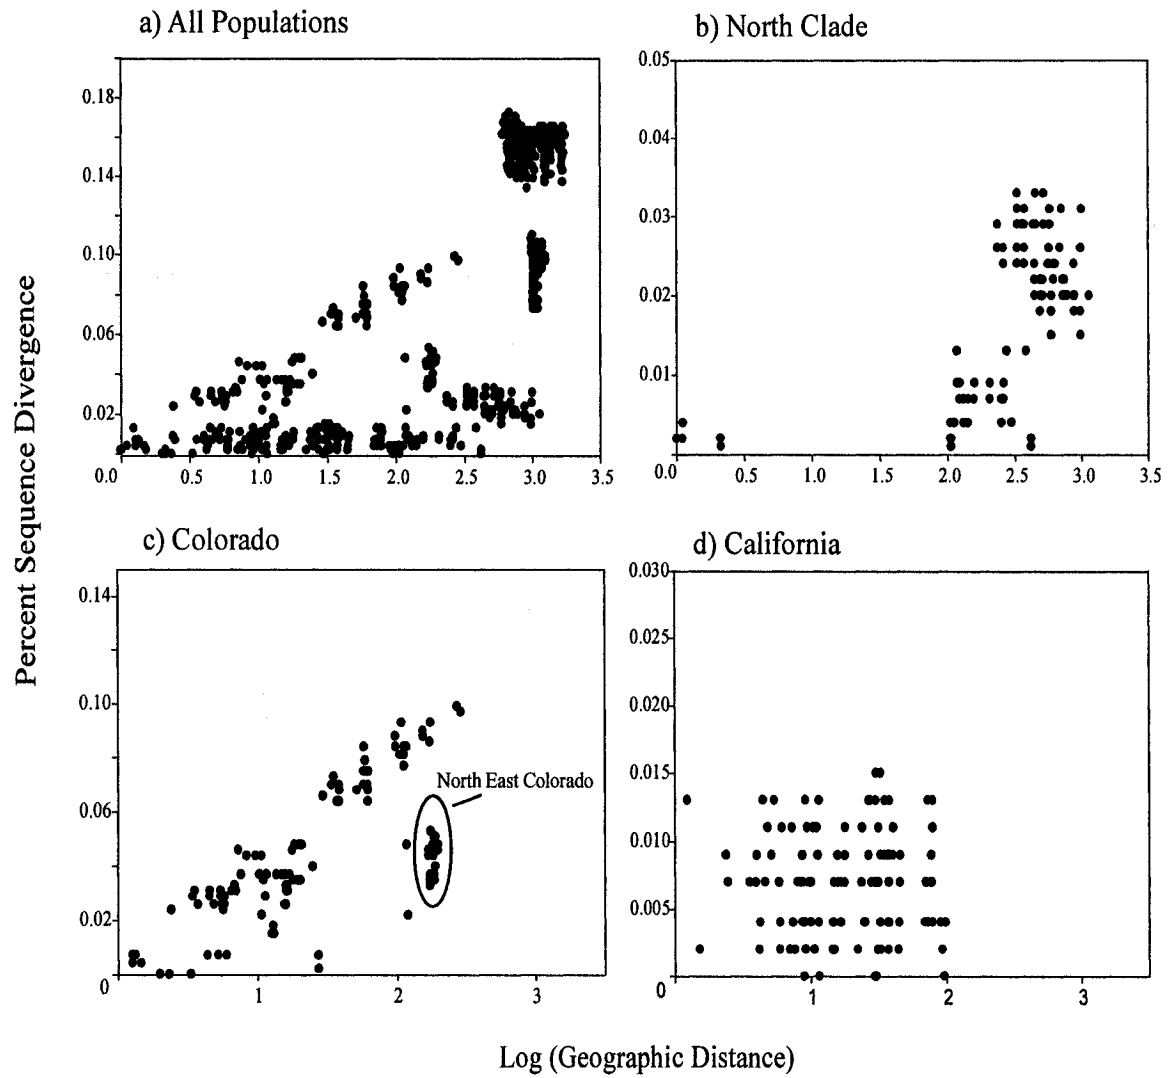 a) All Populations
0.18
0.14
0.10
0.06
0.02
0 0.5 1.0 1.5 2.0 2.5 3.0 3.5
b) North Clade
0.05
0.04
0.03
0.02
0.01
0 0.5 1.0 1.5 2.0 2.5 3.0 3.5
c) Colorado
0.14
0.10
0.06
0.02
0 1 2 3
North East Colorado
d) California
0.030
0.025
0.020
0.015
0.010
0.005
0 1 2 3
Percent Sequence Divergence
Log (Geographic Distance)